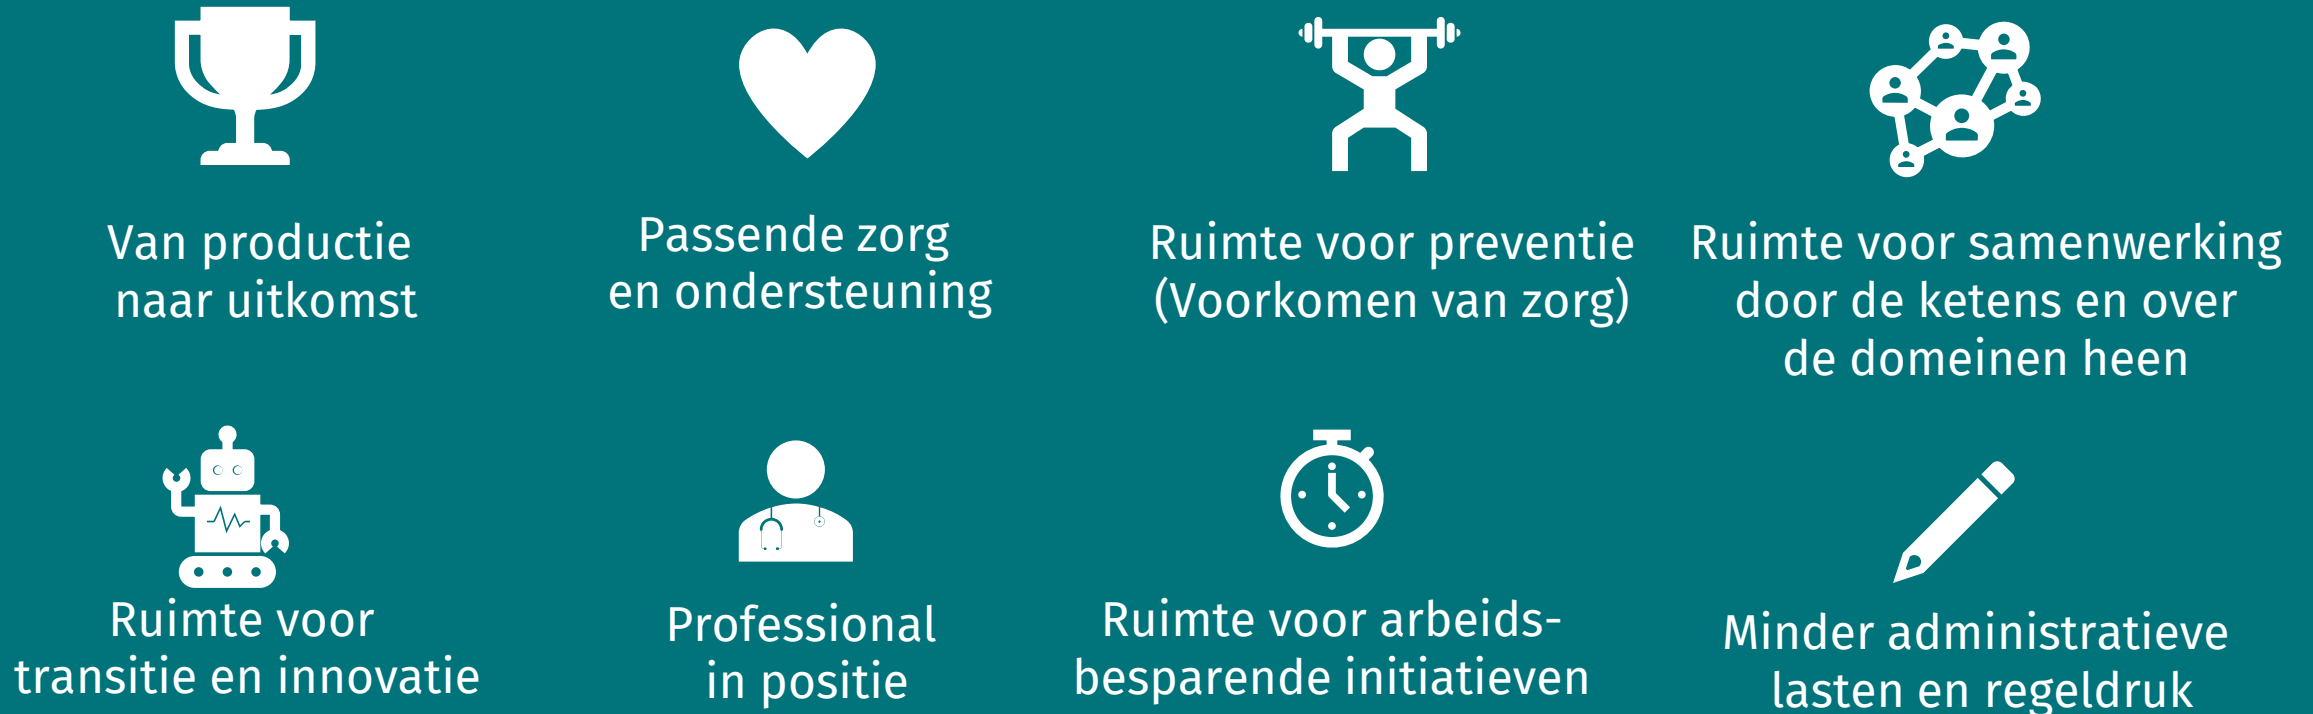 Van productie
naar uitkomst
Passende zorg
en ondersteuning
Ruimte voor preventie
(Voorkomen van zorg)
Ruimte voor samenwerking
door de ketens en over
de domeinen heen
Ruimte voor
transitie en innovatie
Professional
in positie
Ruimte voor arbeids-
besparende initiatieven
Minder administratieve
lasten en regeldruk